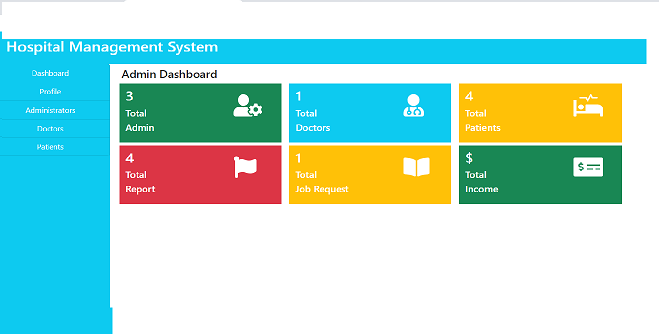 Hospital Management System
Dashboard
Profile
Administrators
Doctors
Patients
Admin Dashboard
3
Total
Admin
1
Total
Doctors
4
Total
Patients
4
Total
Report
1
Total
Job Request
$
Total
Income
$